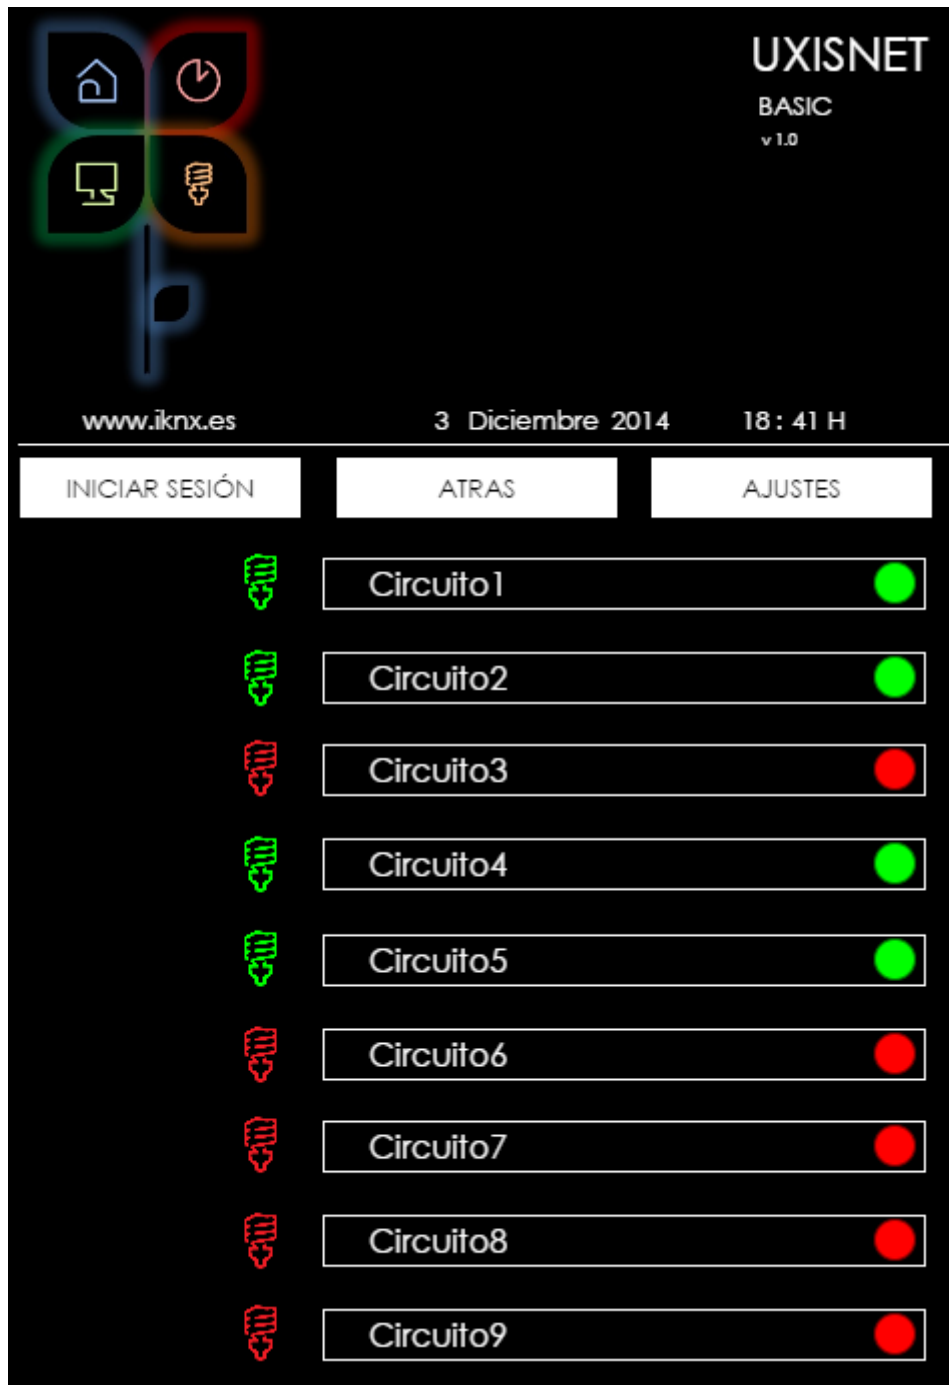 UXISNET
BASIC
v 1.0
www.iknx.es 3 Diciembre 2014 18: 41 H
INICIAR SESIÓN ATRAS AJUSTES
Circuito1
Circuito2
Circuito3
Circuito4
Circuito5
Circuito6
Circuito7
Circuito8
Circuito9